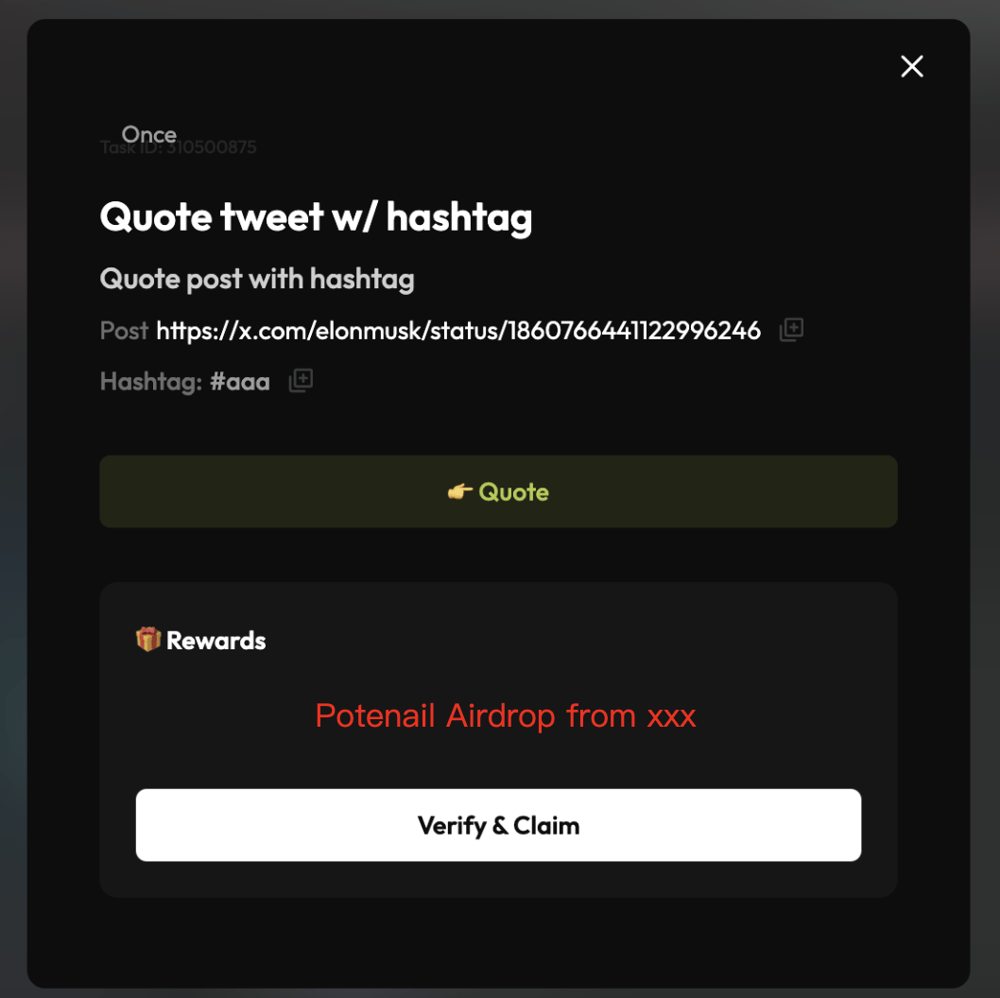 Once
Task ID: 310500875
Quote tweet w/ hashtag
Quote post with hashtag
Post https://x.com/elonmusk/status/1860766441122996246
Hashtag: #aaa
👉 Quote
🎁 Rewards
Potenail Airdrop from xxx
Verify & Claim